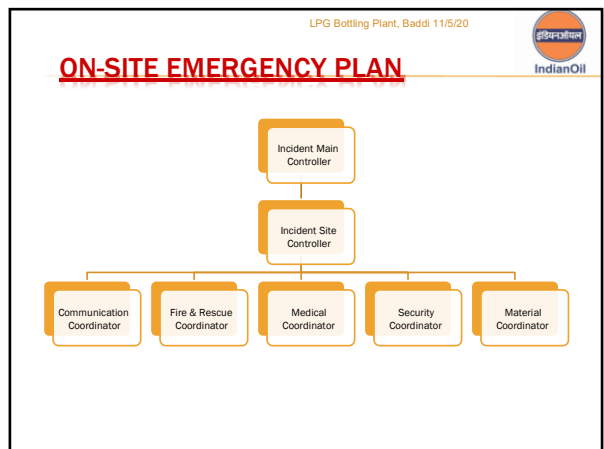 LPG Bottling Plant, Baddi 11/5/20
इंडियनऑयल
IndianOil
ON-SITE EMERGENCY PLAN
Incident Main
Controller
Incident Site
Controller
Communication
Coordinator
Fire & Rescue
Coordinator
Medical
Coordinator
Security
Coordinator
Material
Coordinator